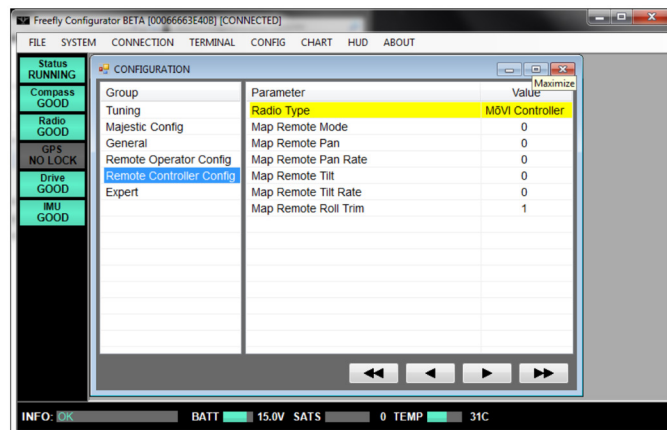 Freefly Configurator BETA [00066663E40B] [CONNECTED]
FILE SYSTEM CONNECTION TERMINAL CONFIG CHART HUD ABOUT
Status
RUNNING
Compass
GOOD
Radio
GOOD
GPS
NO LOCK
Drive
GOOD
IMU
GOOD
CONFIGURATION
Maximize
Group
Tuning
Majestic Config
General
Remote Operator Config
Remote Controller Config
Expert
Parameter Value
Radio Type MōVI Controller
Map Remote Mode 0
Map Remote Pan 0
Map Remote Pan Rate 0
Map Remote Tilt 0
Map Remote Tilt Rate 0
Map Remote Roll Trim 1
INFO: OK BATT 15.0V SATS 0 TEMP 31C